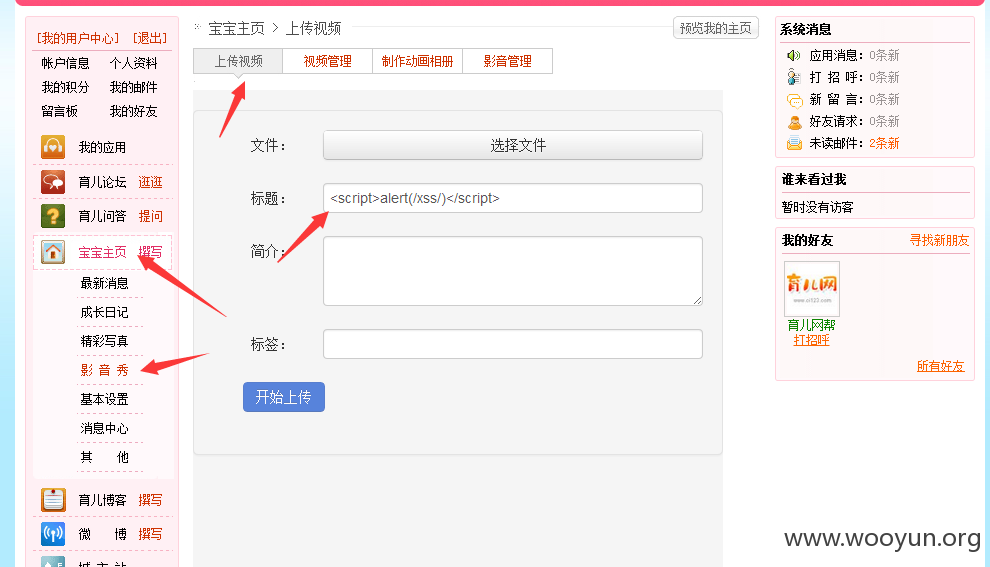 [我的用户中心] [退出]
帐户信息 个人资料
我的积分 我的邮件
留言板 我的好友
我的应用
育儿论坛 逛逛
育儿问答 提问
宝宝主页 撰写
最新消息
成长日记
精彩写真
影 音 秀
基本设置
消息中心
其 他
育儿博客 撰写
微 博 撰写
宝宝主页 > 上传视频
预览我的主页
上传视频 视频管理 制作动画相册 影音管理
文件： 选择文件
标题： <script>alert(/xss/)</script>
简介：
标签：
开始上传
系统消息
应用消息：0条新
打 招 呼：0条新
新 留 言：0条新
好友请求：0条新
未读邮件：2条新
谁来看过我
暂时没有访客
我的好友 寻找新朋友
育儿网
www.ci123.com
育儿网帮
打招呼
所有好友
www.wooyun.org